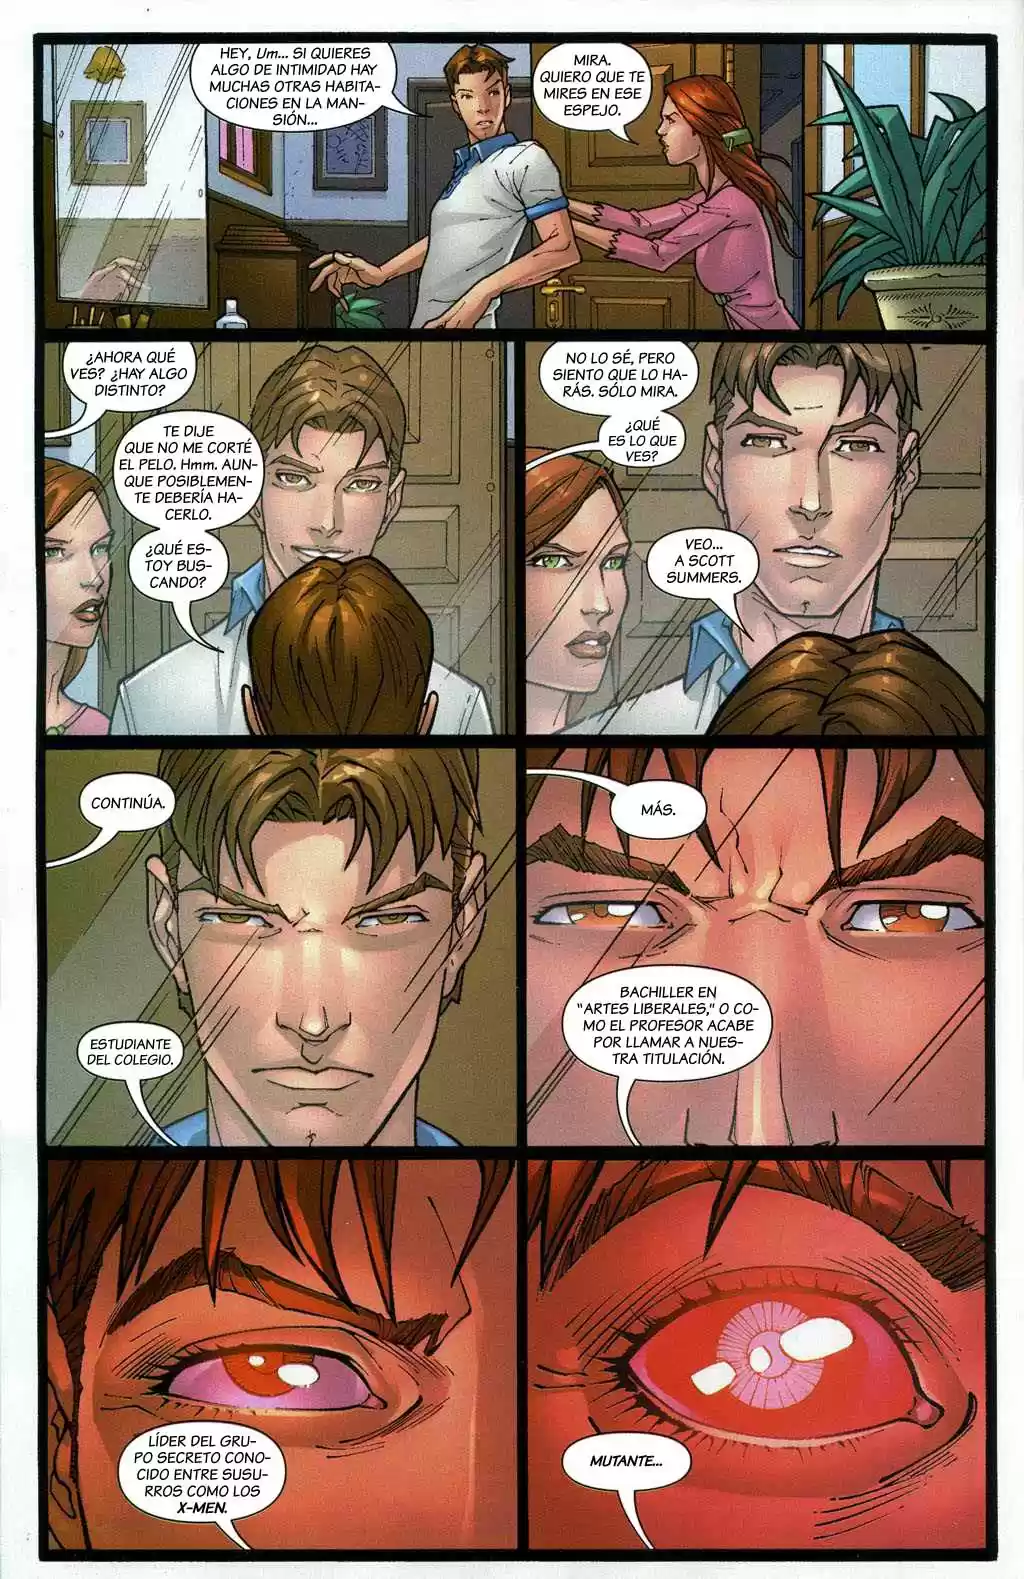 HEY, Um... SI QUIERES
ALGO DE INTIMIDAD HAY
MUCHAS OTRAS HABITA-
CIONES EN LA MAN-
SIÓN...
MIRA.
QUIERO QUE TE
MIRES EN ESE
ESPEJO.
¿AHORA QUÉ
VES? ¿HAY ALGO
DISTINTO?
TE DIJE
QUE NO ME CORTÉ
EL PELO. Hmm. AUN-
QUE POSIBLEMEN-
TE DEBERÍA HA-
CERLO.
¿QUÉ ES-
TOY BUS-
CANDO?
NO LO SÉ, PERO
SIENTO QUE LO HA-
RÁS. SÓLO MIRA.
¿QUÉ
ES LO QUE
VES?
VEO...
A SCOTT
SUMMERS.
CONTINÚA.
ESTUDIANTE
DEL COLEGIO.
MÁS.
BACHILLER EN
"ARTES LIBERALES," O CO-
MO EL PROFESOR ACABE
POR LLAMAR A NUES-
TRA TITULACIÓN.
LÍDER DEL GRU-
PO SECRETO CONO-
CIDO ENTRE SUSU-
RROS COMO LOS
X-MEN.
MUTANTE...